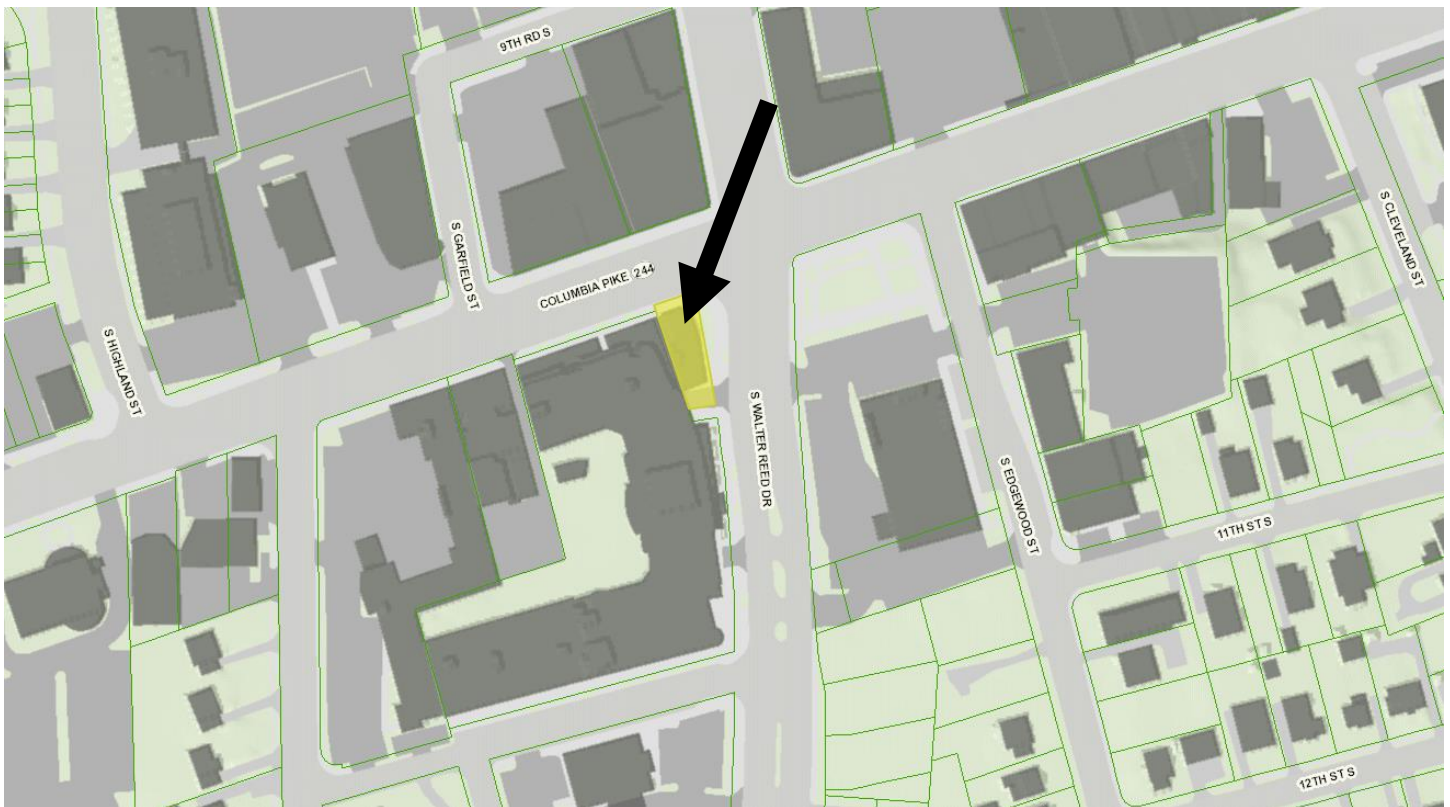 9TH RD S
S GARFIELD ST
COLUMBIA PIKE 244
S CLEVELAND ST
S HIGHLAND ST
S WALTER REED DR
S EDGEWOOD ST
11TH ST S
12TH ST S